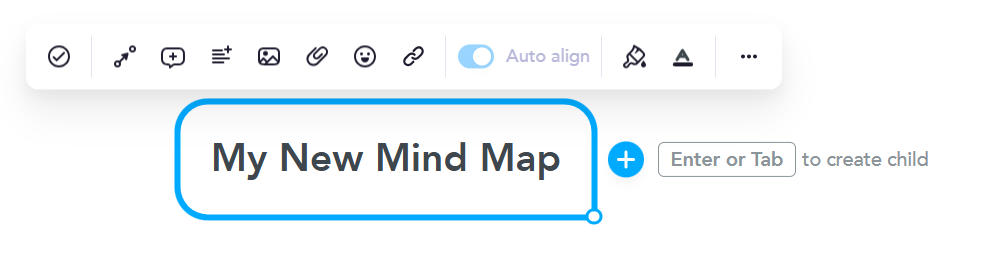 Auto align
My New Mind Map
Enter or Tab to create child